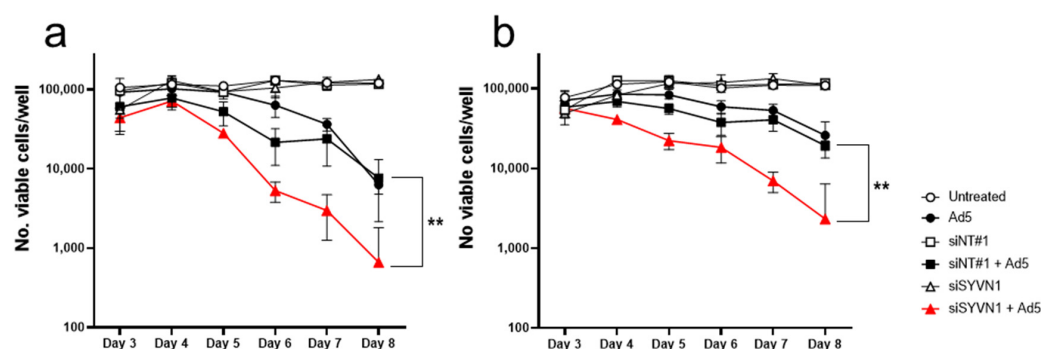 a
No. viable cells/well
100,000
10,000
1,000
100
Day 3 Day 4 Day 5 Day 6 Day 7 Day 8
**
b
No viable cells/well
100,000
10,000
1,000
100
Day 3 Day 4 Day 5 Day 6 Day 7 Day 8
**
Untreated
Ad5
siNT#1
siNT#1 + Ad5
siSYVN1
siSYVN1 + Ad5